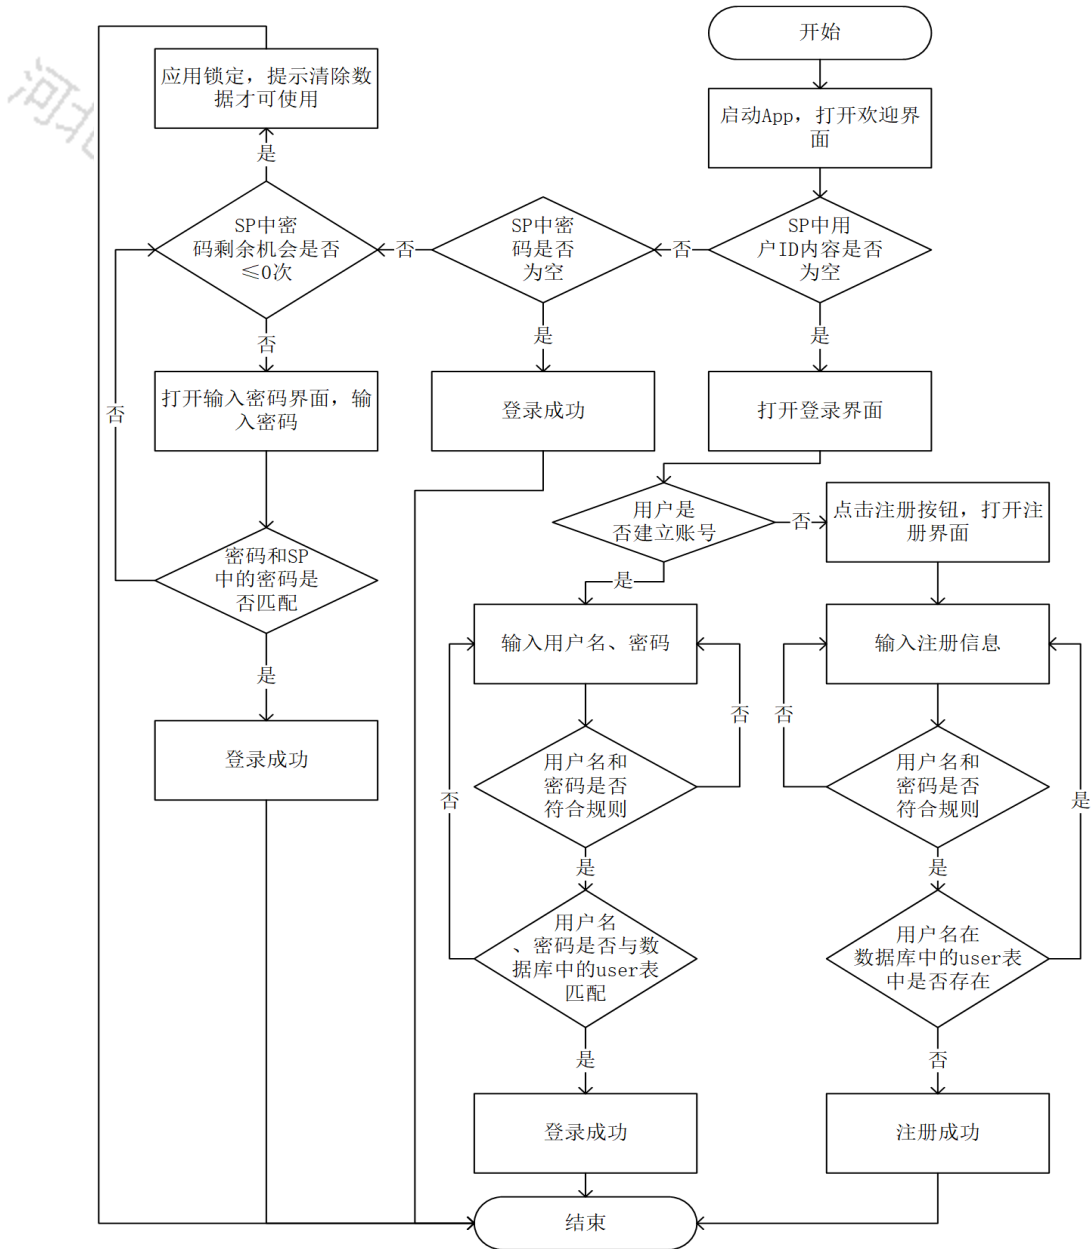 开始
启动App，打开欢迎界
面
SP中用
户ID内容是否
为空
否
是
SP中密
码是否
为空
否
是
登录成功
SP中密
码剩余机会是否
≤0次
是
应用锁定，提示清除数
据才可使用
否
打开输入密码界面，输
入密码
密码和SP
中的密码是
否匹配
否
是
登录成功
打开登录界面
用户是
否建立账号
否
点击注册按钮，打开注
册界面
是
输入用户名、密码
用户名和
密码是否
符合规则
否
是
用户名
、密码是否与数
据库中的user表
匹配
否
是
登录成功
输入注册信息
用户名和
密码是否
符合规则
否
是
用户名在
数据库中的user表
中是否存在
是
否
注册成功
结束
河北